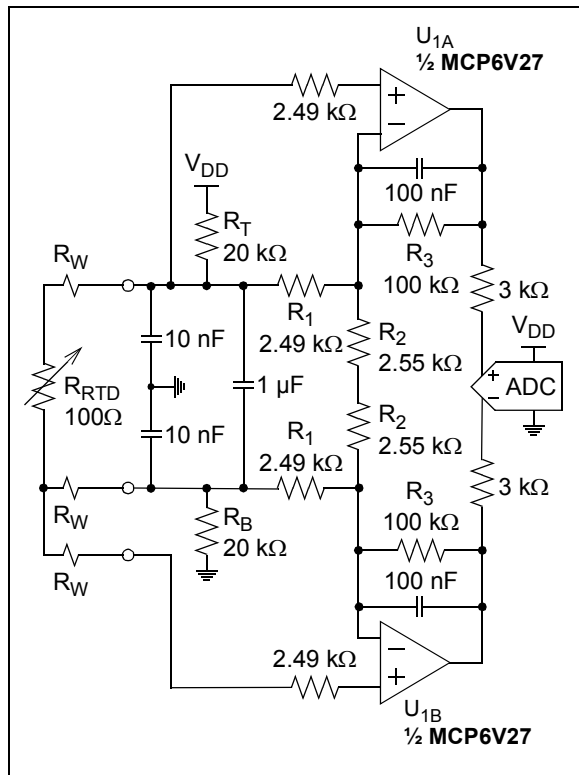 U1A
½ MCP6V27
+
−
2.49 kΩ
VDD
100 nF
RT
20 kΩ
R3
100 kΩ
RW
3 kΩ
R1
2.49 kΩ
R2
2.55 kΩ
VDD
10 nF
RRTD
100Ω
1 µF
+
−
ADC
10 nF
R2
2.55 kΩ
R1
2.49 kΩ
RW
RB
20 kΩ
R3
100 kΩ
3 kΩ
RW
100 nF
2.49 kΩ
−
+
U1B
½ MCP6V27